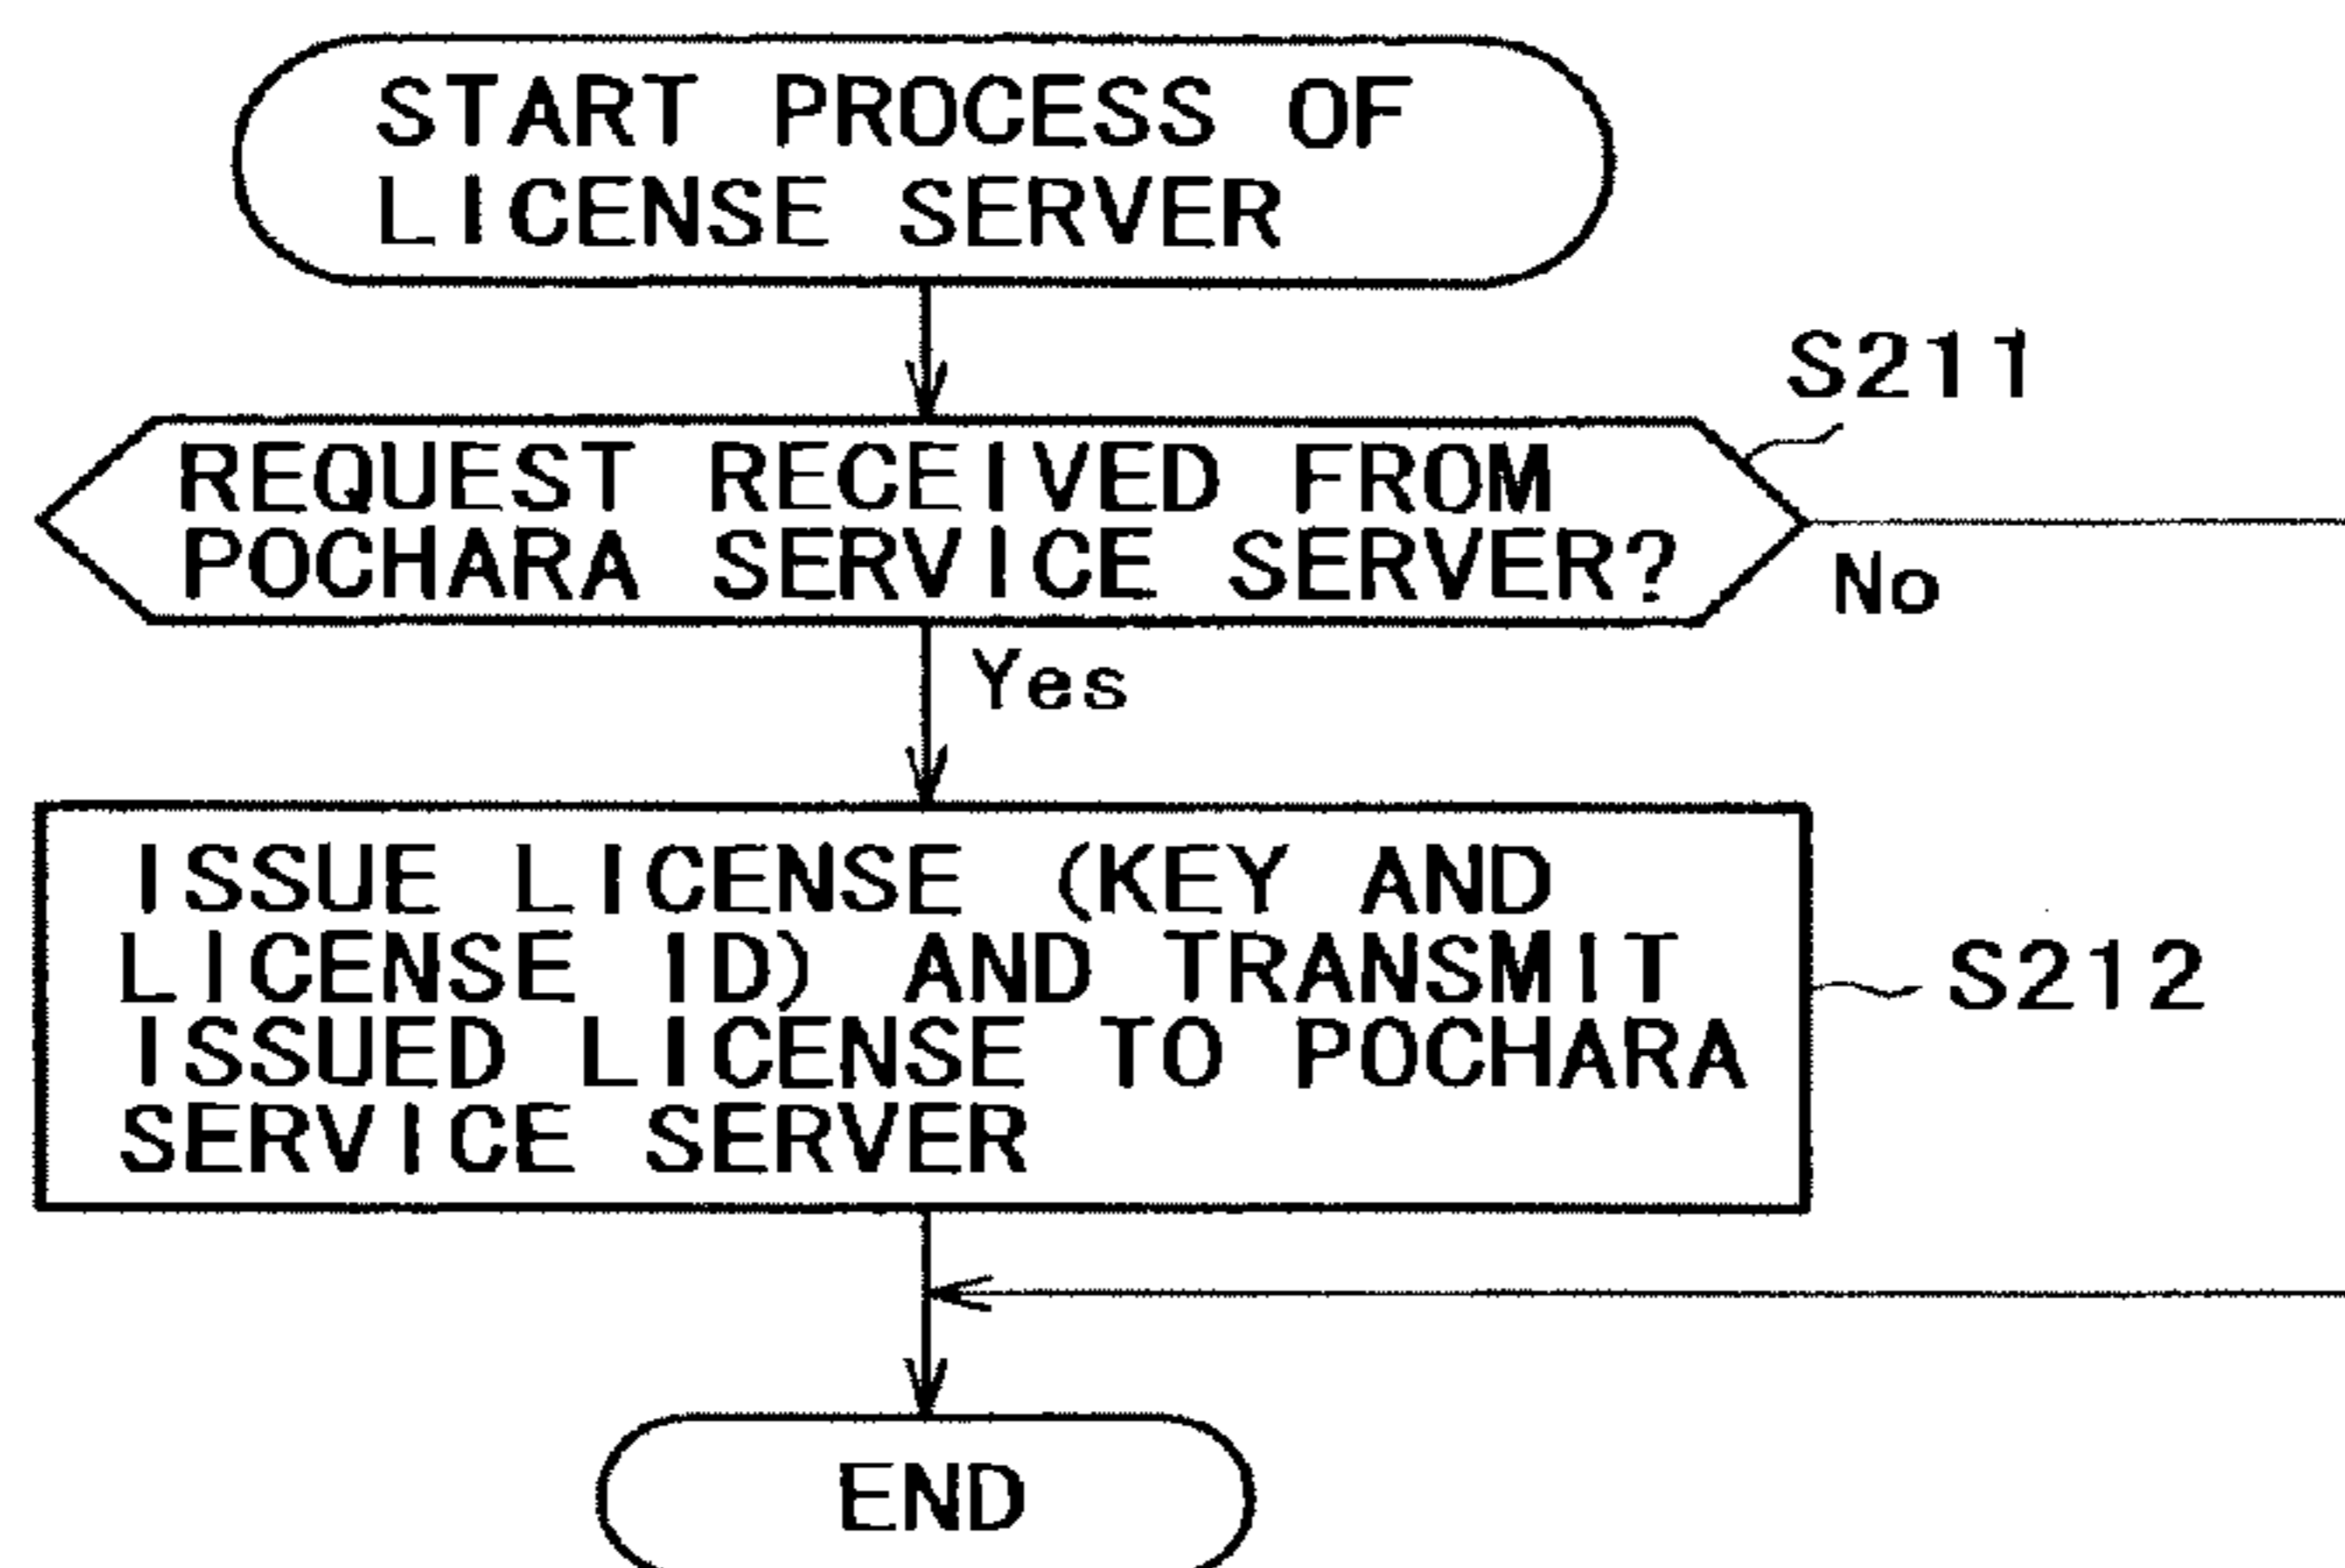 START PROCESS OF
LICENSE SERVER
S211
REQUEST RECEIVED FROM
POCHARA SERVICE SERVER?
No
Yes
ISSUE LICENSE (KEY AND
LICENSE ID) AND TRANSMIT
ISSUED LICENSE TO POCHARA
SERVICE SERVER
S212
END